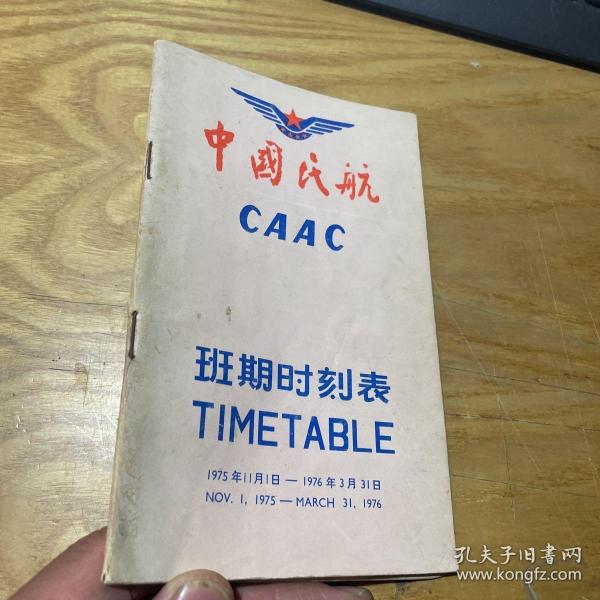 中國民航
CAAC
班期时刻表
TIMETABLE
1975年11月1日 — 1976年3月31日
NOV. 1, 1975 — MARCH 31, 1976
孔夫子旧书网
www.kongfz.com